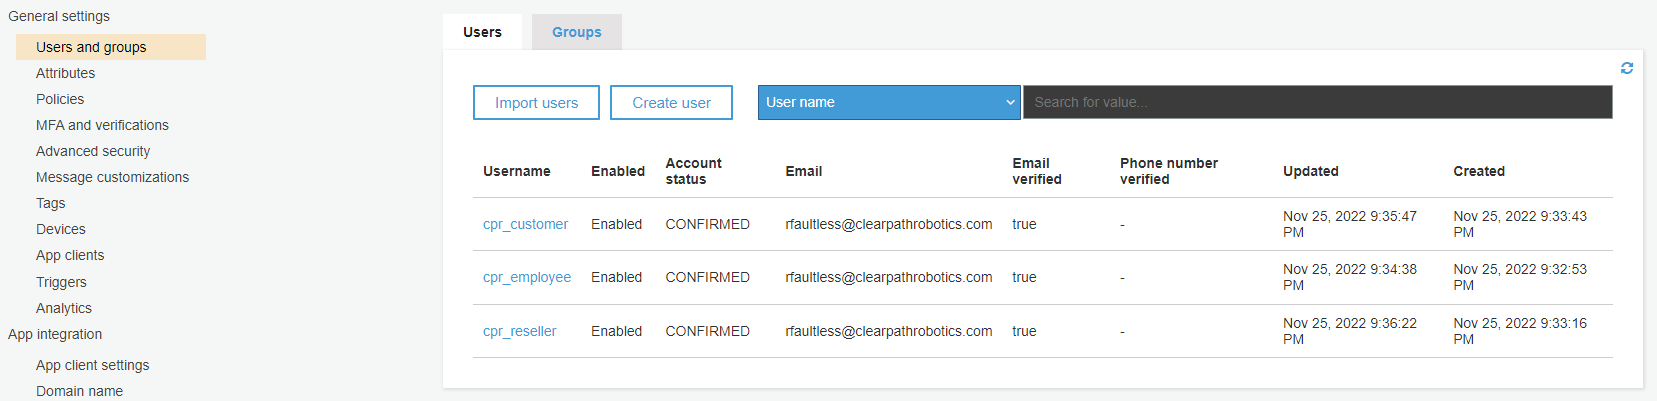 General settings
Users and groups
Attributes
Policies
MFA and verifications
Advanced security
Message customizations
Tags
Devices
App clients
Triggers
Analytics
App integration
App client settings
Domain name
Users Groups
Import users Create user User name Search for value...
Username Enabled Account status Email Email verified Phone number verified Updated Created
cpr_customer Enabled CONFIRMED rfaultless@clearpathrobotics.com true - Nov 25, 2022 9:35:47 PM Nov 25, 2022 9:33:43 PM
cpr_employee Enabled CONFIRMED rfaultless@clearpathrobotics.com true - Nov 25, 2022 9:34:38 PM Nov 25, 2022 9:32:53 PM
cpr_reseller Enabled CONFIRMED rfaultless@clearpathrobotics.com true - Nov 25, 2022 9:36:22 PM Nov 25, 2022 9:33:16 PM